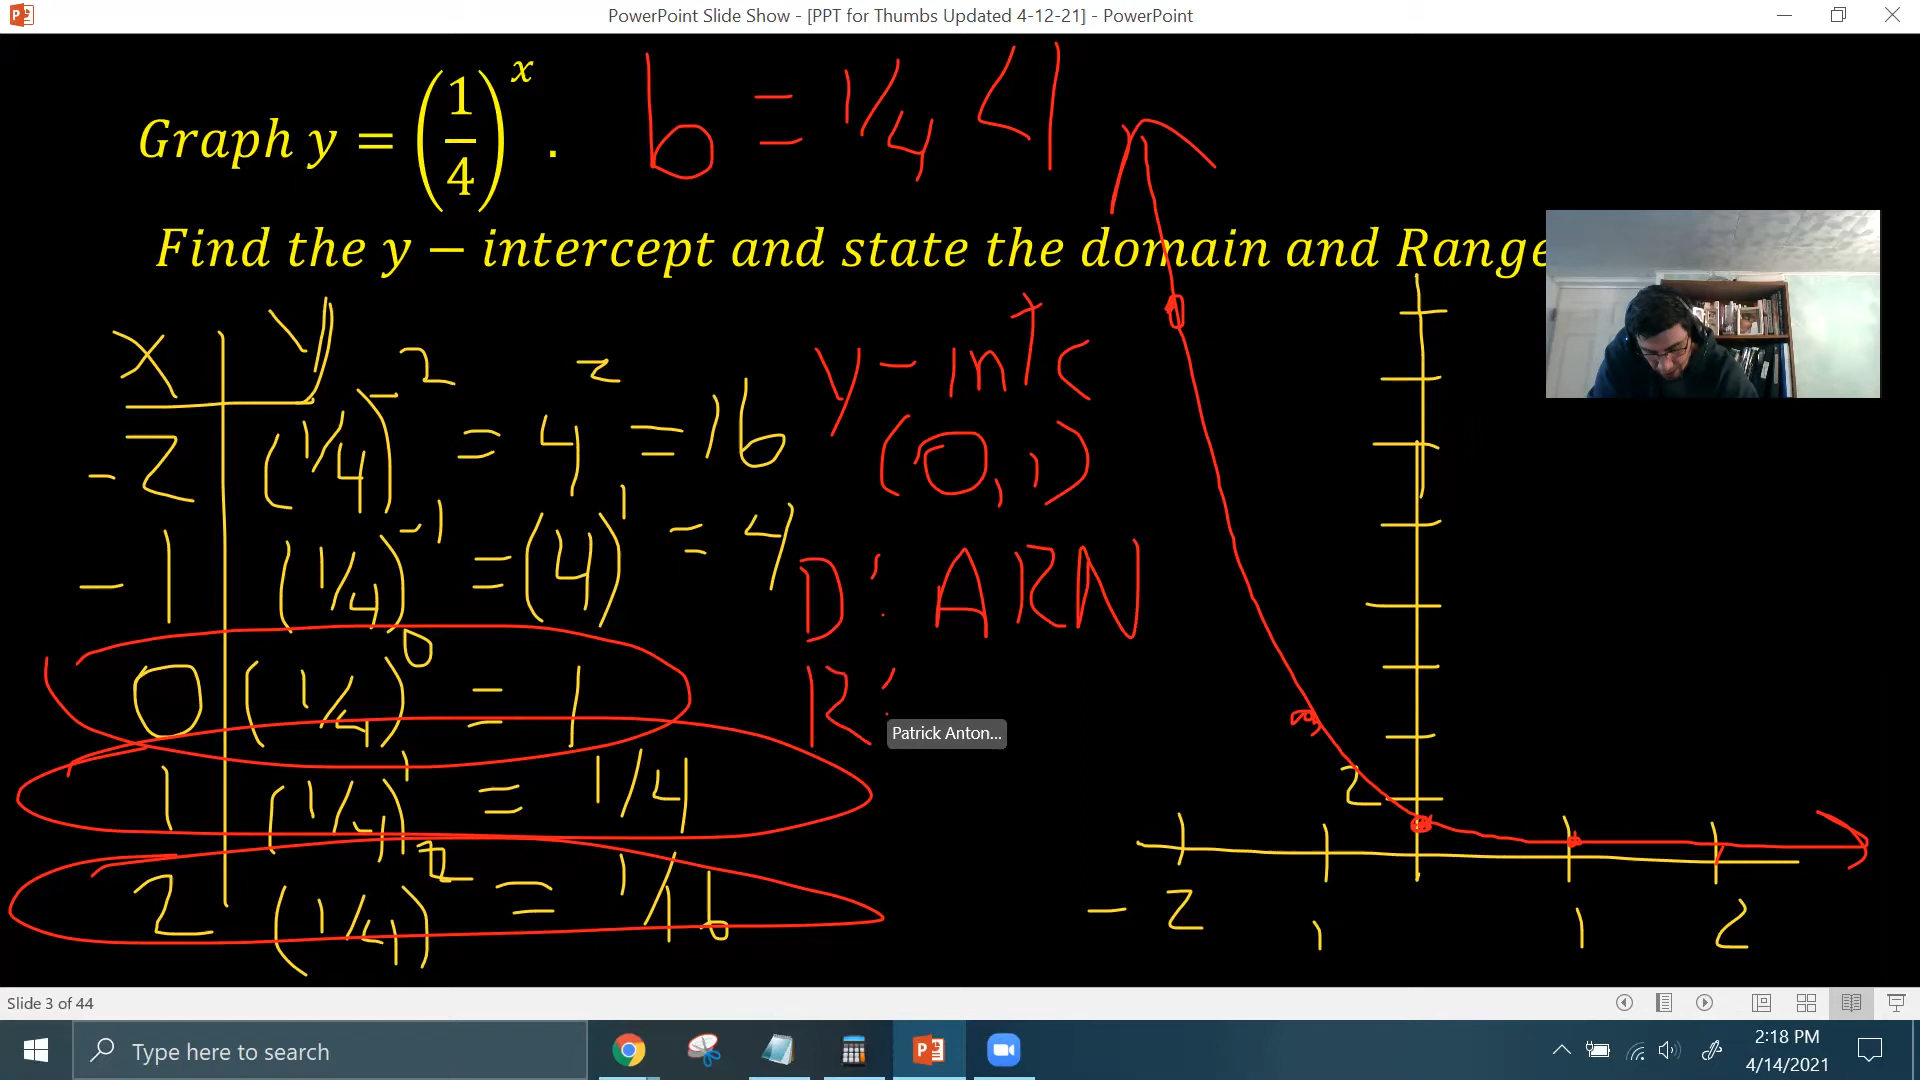 PowerPoint Slide Show - [PPT for Thumbs Updated 4-12-21] - PowerPoint
Graph y = (1/4)^x.
b = 1/4 < 1
Find the y − intercept and state the domain and Range
x y
-2 (1/4)^-2 = 4^2 = 16
-1 (1/4)^-1 = (4)^1 = 4
0 (1/4)^0 = 1
1 (1/4)^1 = 1/4
2 (1/4)^2 = 1/16
y-int
(0,1)
D: ARN
R:
Patrick Anton...
2
-2 1 1 2
Slide 3 of 44
Type here to search
2:18 PM
4/14/2021